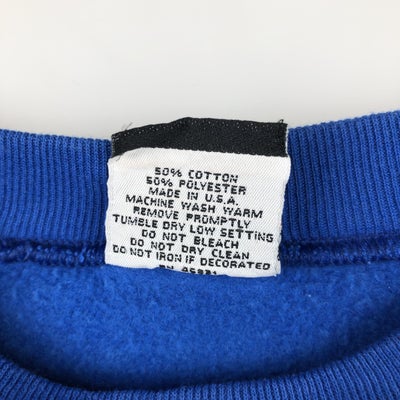 50% COTTON
50% POLYESTER
MADE IN U.S.A.
MACHINE WASH WARM
REMOVE PROMPTLY
TUMBLE DRY LOW SETTING
DO NOT BLEACH
DO NOT DRY CLEAN
DO NOT IRON IF DECORATED